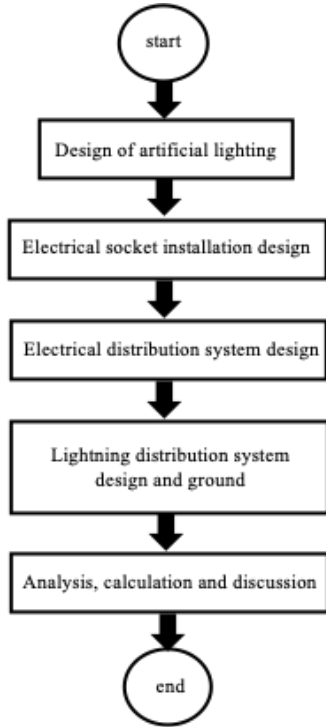 start
Design of artificial lighting
Electrical socket installation design
Electrical distribution system design
Lightning distribution system
design and ground
Analysis, calculation and discussion
end